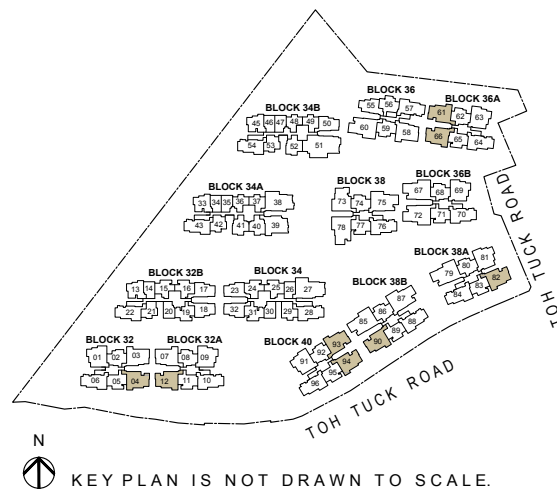 BLOCK 36
BLOCK 36A
55 56 57
61 62 63
60 59 58
66 65 64
BLOCK 34B
45 46 47 48 49 50
54 53 52 51
BLOCK 34A
33 34 35 36 37 38
43 42 41 40 39
BLOCK 38
73 74 75
78 77 76
BLOCK 36B
67 68 69
72 71 70
TOH TUCK ROAD
BLOCK 38A
79 80 81
84 83 82
BLOCK 32B
13 14 15 16 17
22 21 20 19 18
BLOCK 34
23 24 25 26 27
32 31 30 29 28
BLOCK 38B
85 86 87
90 89 88
BLOCK 32
01 02 03
06 05 04
BLOCK 32A
07 08 09
12 11 10
BLOCK 40
91 92 93
96 95 94
TOH TUCK ROAD
N
KEY PLAN IS NOT DRAWN TO SCALE.